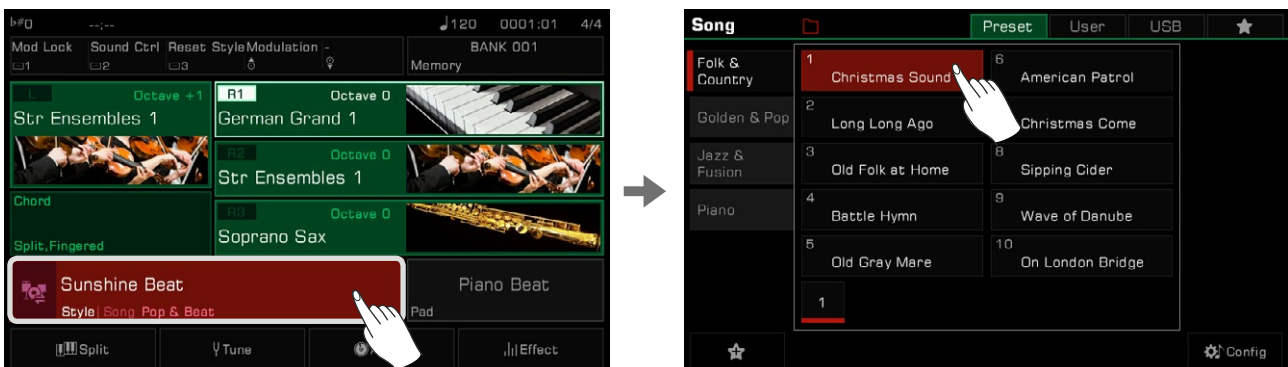 ♭#0 --:-- ♩120 0001:01 4/4
Mod Lock Sound Ctrl Reset Style Modulation - BANK 001
1 2 3 Memory
L Octave +1 R1 Octave 0
Str Ensembles 1 German Grand 1
R2 Octave 0
Str Ensembles 1
Chord R3 Octave 0
Soprano Sax
Split,Fingered
Sunshine Beat Piano Beat
Style| Song Pop & Beat Pad
Split Tune Effect
Song Preset User USB
Folk & Country
Golden & Pop
Jazz & Fusion
Piano
1 Christmas Sound
2 Long Long Ago
3 Old Folk at Home
4 Battle Hymn
5 Old Gray Mare
6 American Patrol
Christmas Come
8 Sipping Cider
9 Wave of Danube
10 On London Bridge
1
Config